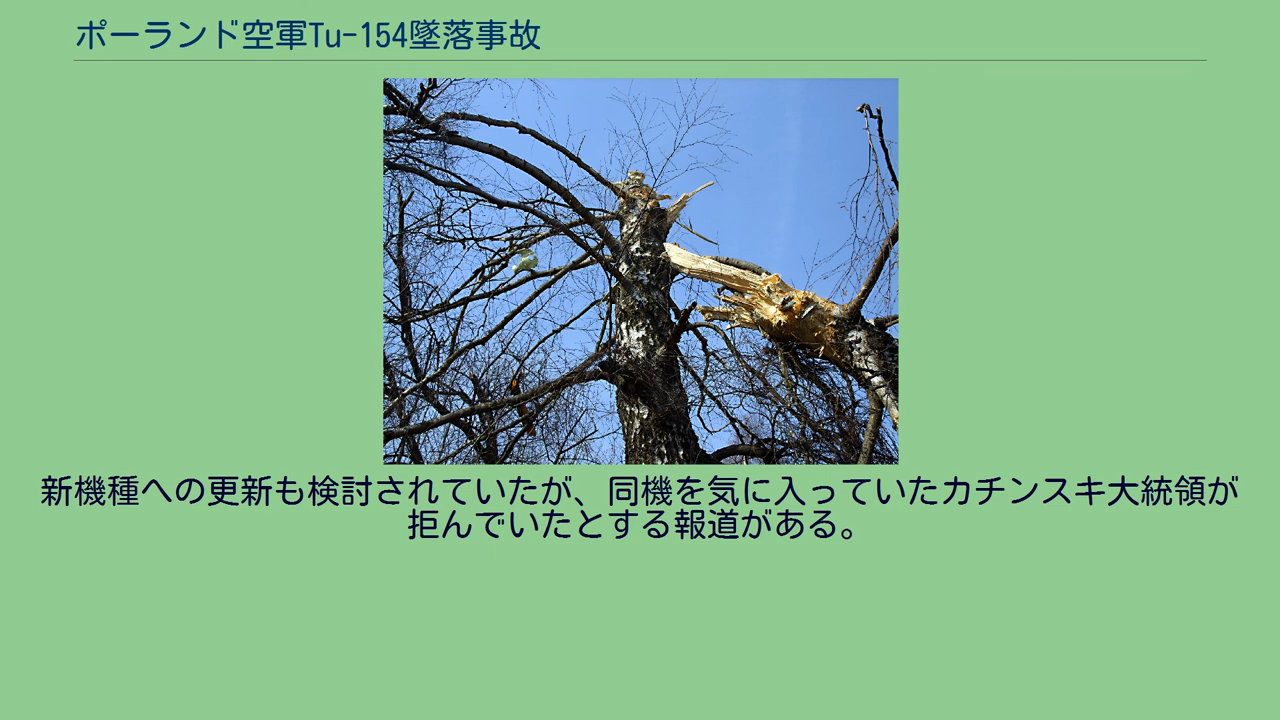 ポーランド空軍Tu-154墜落事故
新機種への更新も検討されていたが、同機を気に入っていたカチンスキ大統領が
拒んでいたとする報道がある。